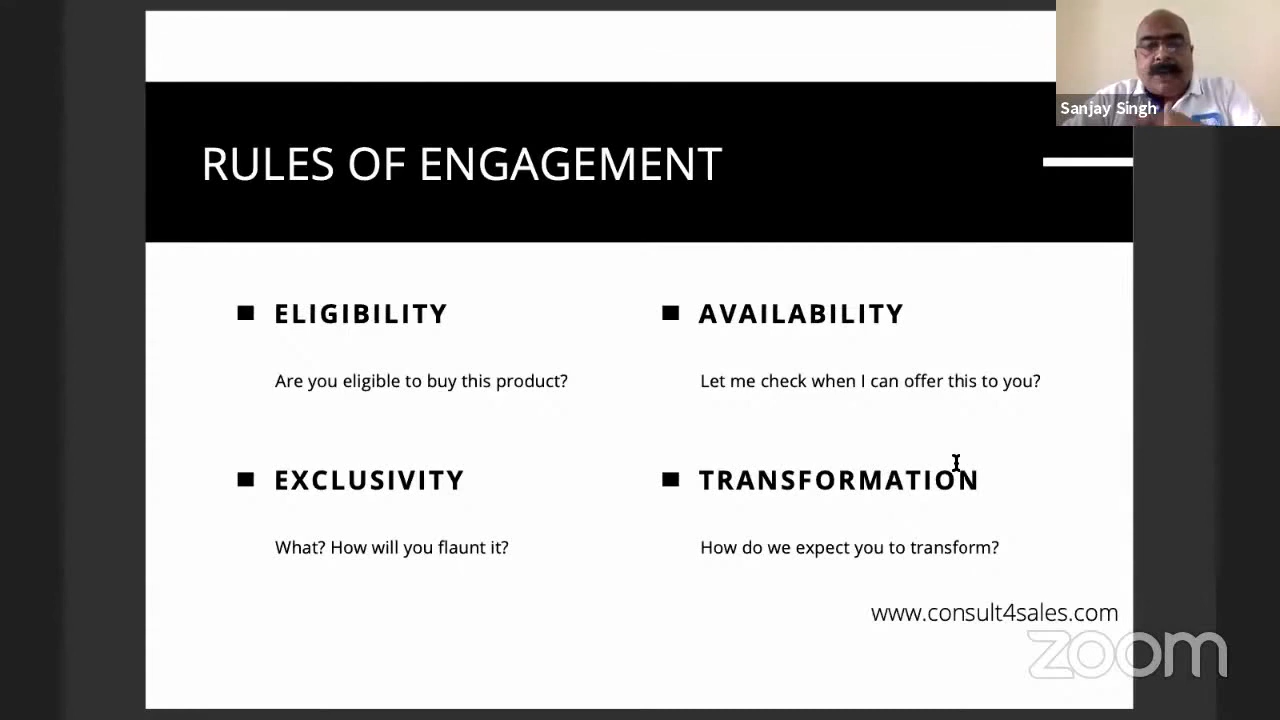 Sanjay Singh
RULES OF ENGAGEMENT
ELIGIBILITY
Are you eligible to buy this product?
AVAILABILITY
Let me check when I can offer this to you?
EXCLUSIVITY
What? How will you flaunt it?
TRANSFORMATION
How do we expect you to transform?
www.consult4sales.com
zoom